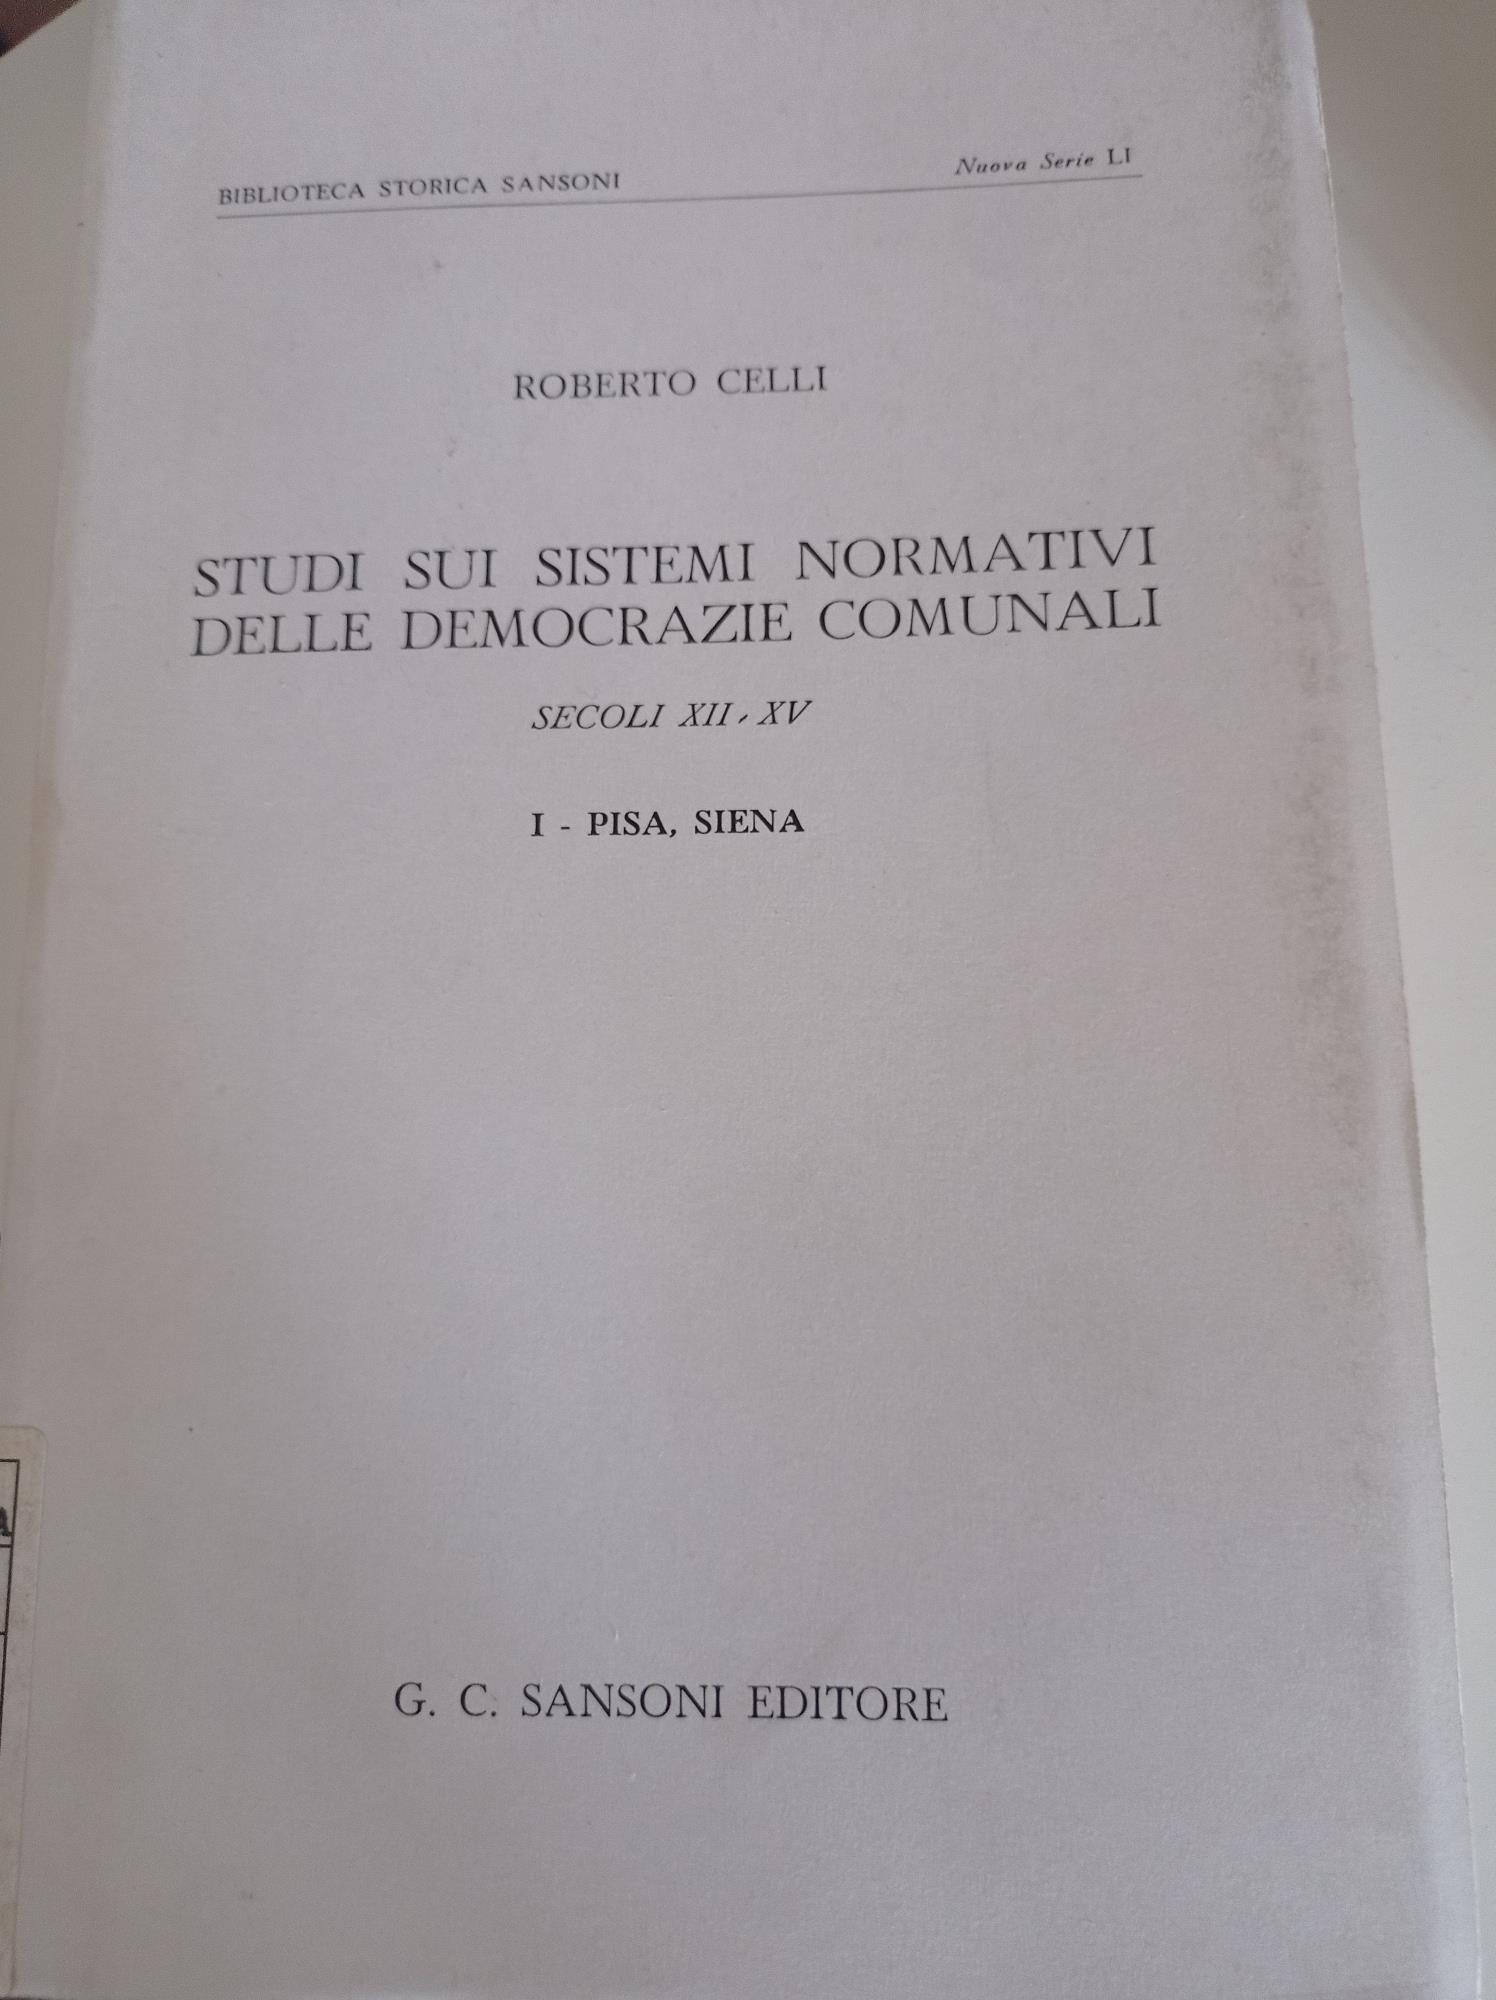 BIBLIOTECA STORICA SANSONI Nuova Serie LI
ROBERTO CELLI
STUDI SUI SISTEMI NORMATIVI
DELLE DEMOCRAZIE COMUNALI
SECOLI XII - XV
I - PISA, SIENA
A
G. C. SANSONI EDITORE